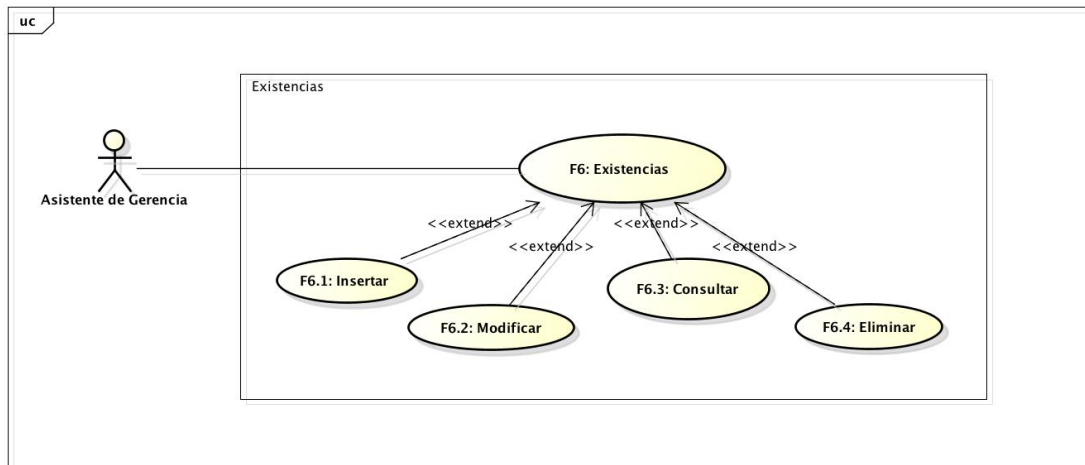 uc
Existencias
F6: Existencias
Asistente de Gerencia
<<extend>>
<<extend>>
<<extend>>
<<extend>>
F6.1: Insertar
F6.2: Modificar
F6.3: Consultar
F6.4: Eliminar